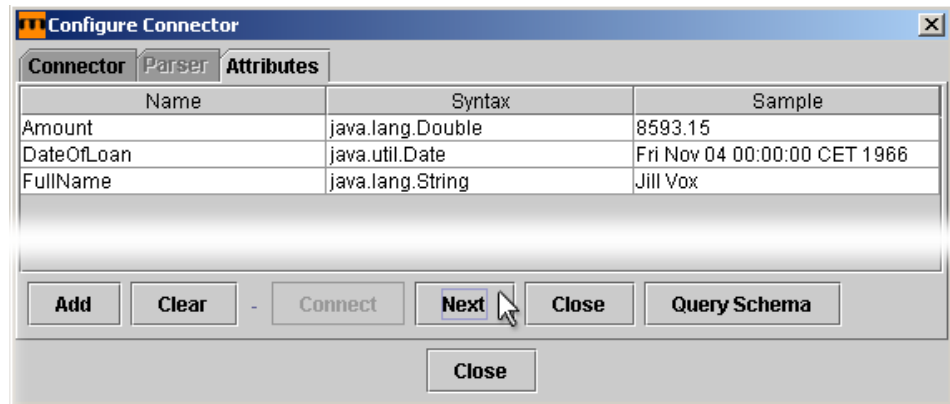 Configure Connector
Connector Parser Attributes
Name Syntax Sample
Amount java.lang.Double 8593.15
DateOfLoan java.util.Date Fri Nov 04 00:00:00 CET 1966
FullName java.lang.String Jill Vox
Add Clear - Connect Next Close Query Schema
Close